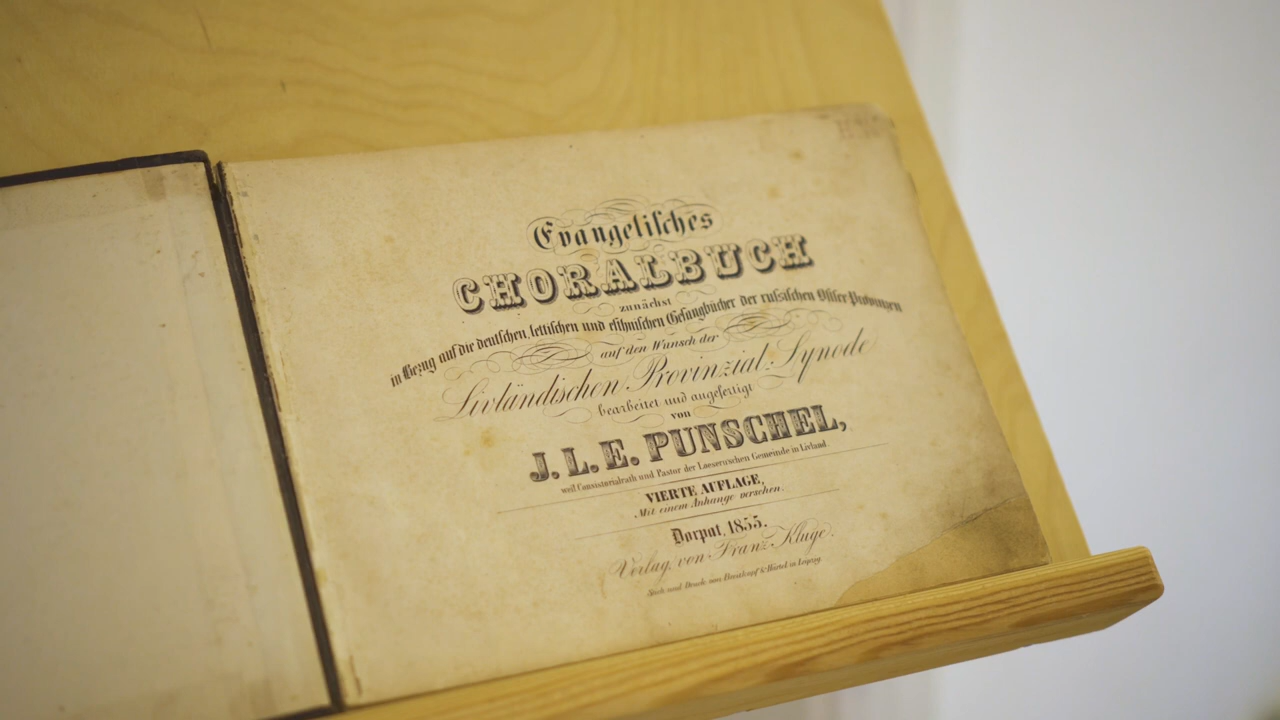 Evangelisches
CHORALBUCH
zunächst
in Bezug auf die deutschen, lettischen und esthnischen Gesangbücher der russischen Ostsee-Provinzen
auf den Wunsch der
Livländischen Provinzial-Synode
bearbeitet und angefertigt
von
J. L. E. PUNSCHEL,
weil Consistorialrath und Pastor der Loeserschen Gemeinde in Livland.
VIERTE AUFLAGE,
Mit einem Anhange versehen.
Dorpat, 1855.
Verlag von Franz Kluge.
Stich und Druck von Breitkopf & Härtel in Leipzig.